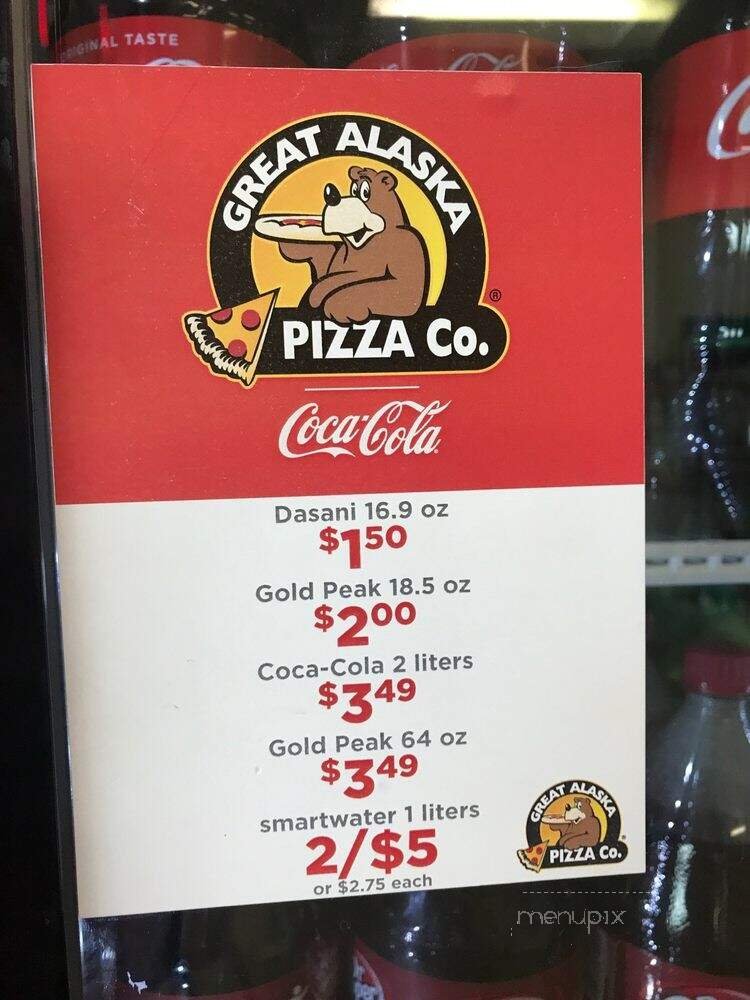 ORIGINAL TASTE
GREAT ALASKA
PIZZA Co.
®
Coca-Cola
Dasani 16.9 oz
$1.50
Gold Peak 18.5 oz
$2.00
Coca-Cola 2 liters
$3.49
Gold Peak 64 oz
$3.49
smartwater 1 liters
2/$5
or $2.75 each
GREAT ALASKA
PIZZA Co.
menupix